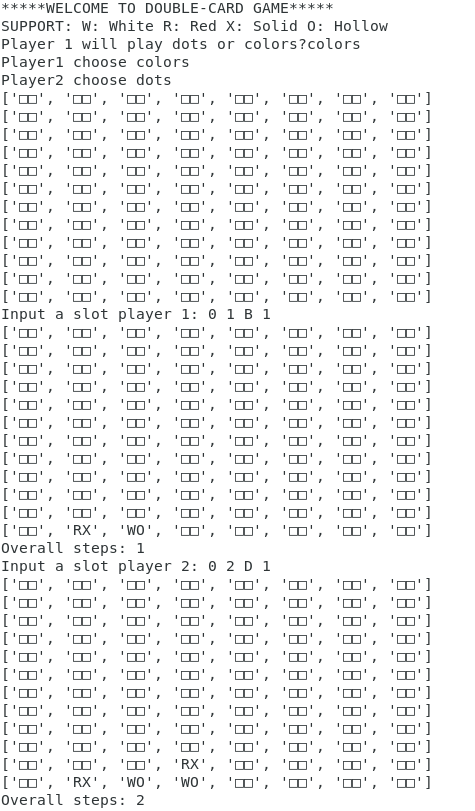 *****WELCOME TO DOUBLE-CARD GAME*****
SUPPORT: W: White R: Red X: Solid O: Hollow
Player 1 will play dots or colors?colors
Player1 choose colors
Player2 choose dots
['□□', '□□', '□□', '□□', '□□', '□□', '□□', '□□']
['□□', '□□', '□□', '□□', '□□', '□□', '□□', '□□']
['□□', '□□', '□□', '□□', '□□', '□□', '□□', '□□']
['□□', '□□', '□□', '□□', '□□', '□□', '□□', '□□']
['□□', '□□', '□□', '□□', '□□', '□□', '□□', '□□']
['□□', '□□', '□□', '□□', '□□', '□□', '□□', '□□']
['□□', '□□', '□□', '□□', '□□', '□□', '□□', '□□']
['□□', '□□', '□□', '□□', '□□', '□□', '□□', '□□']
['□□', '□□', '□□', '□□', '□□', '□□', '□□', '□□']
['□□', '□□', '□□', '□□', '□□', '□□', '□□', '□□']
['□□', '□□', '□□', '□□', '□□', '□□', '□□', '□□']
['□□', '□□', '□□', '□□', '□□', '□□', '□□', '□□']
Input a slot player 1: 0 1 B 1
['□□', '□□', '□□', '□□', '□□', '□□', '□□', '□□']
['□□', '□□', '□□', '□□', '□□', '□□', '□□', '□□']
['□□', '□□', '□□', '□□', '□□', '□□', '□□', '□□']
['□□', '□□', '□□', '□□', '□□', '□□', '□□', '□□']
['□□', '□□', '□□', '□□', '□□', '□□', '□□', '□□']
['□□', '□□', '□□', '□□', '□□', '□□', '□□', '□□']
['□□', '□□', '□□', '□□', '□□', '□□', '□□', '□□']
['□□', '□□', '□□', '□□', '□□', '□□', '□□', '□□']
['□□', '□□', '□□', '□□', '□□', '□□', '□□', '□□']
['□□', '□□', '□□', '□□', '□□', '□□', '□□', '□□']
['□□', '□□', '□□', '□□', '□□', '□□', '□□', '□□']
['□□', 'RX', 'WO', '□□', '□□', '□□', '□□', '□□']
Overall steps: 1
Input a slot player 2: 0 2 D 1
['□□', '□□', '□□', '□□', '□□', '□□', '□□', '□□']
['□□', '□□', '□□', '□□', '□□', '□□', '□□', '□□']
['□□', '□□', '□□', '□□', '□□', '□□', '□□', '□□']
['□□', '□□', '□□', '□□', '□□', '□□', '□□', '□□']
['□□', '□□', '□□', '□□', '□□', '□□', '□□', '□□']
['□□', '□□', '□□', '□□', '□□', '□□', '□□', '□□']
['□□', '□□', '□□', '□□', '□□', '□□', '□□', '□□']
['□□', '□□', '□□', '□□', '□□', '□□', '□□', '□□']
['□□', '□□', '□□', '□□', '□□', '□□', '□□', '□□']
['□□', '□□', '□□', '□□', '□□', '□□', '□□', '□□']
['□□', '□□', '□□', 'RX', '□□', '□□', '□□', '□□']
['□□', 'RX', 'WO', 'WO', '□□', '□□', '□□', '□□']
Overall steps: 2